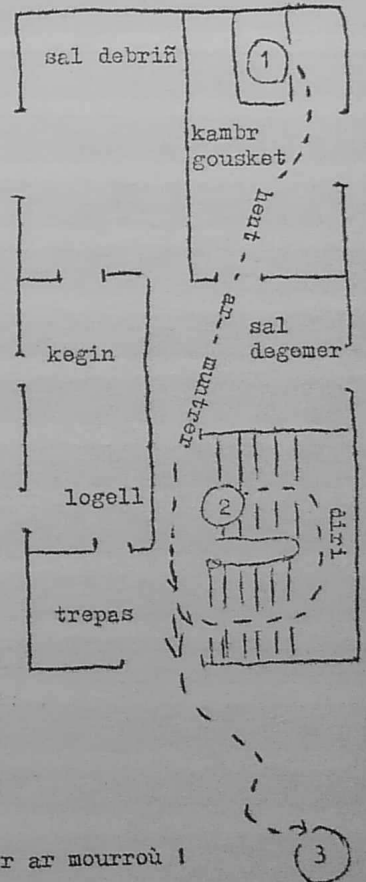 sal debriñ
1
kambr
gousket
hent ar muntrer
sal
degemer
kegin
logell
2
diri
trepas
r ar mourroù !
3